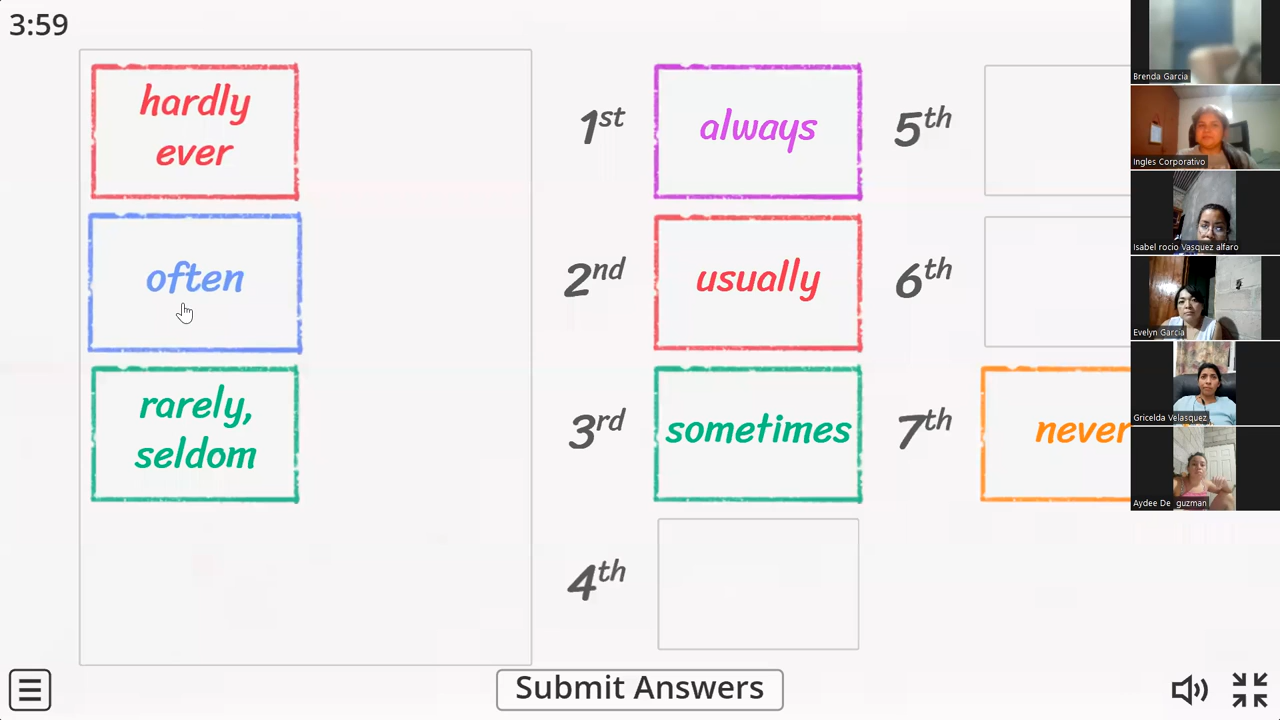 3:59
hardly
ever
often
rarely,
seldom
1st
always
2nd
usually
3rd
sometimes
4th
5th
6th
7th
never
Submit Answers
Brenda Garcia
Ingles Corporativo
Isabel rocio Vasquez alfaro
Evelyn Garcia
Gricelda Velasquez
Aydee De guzman